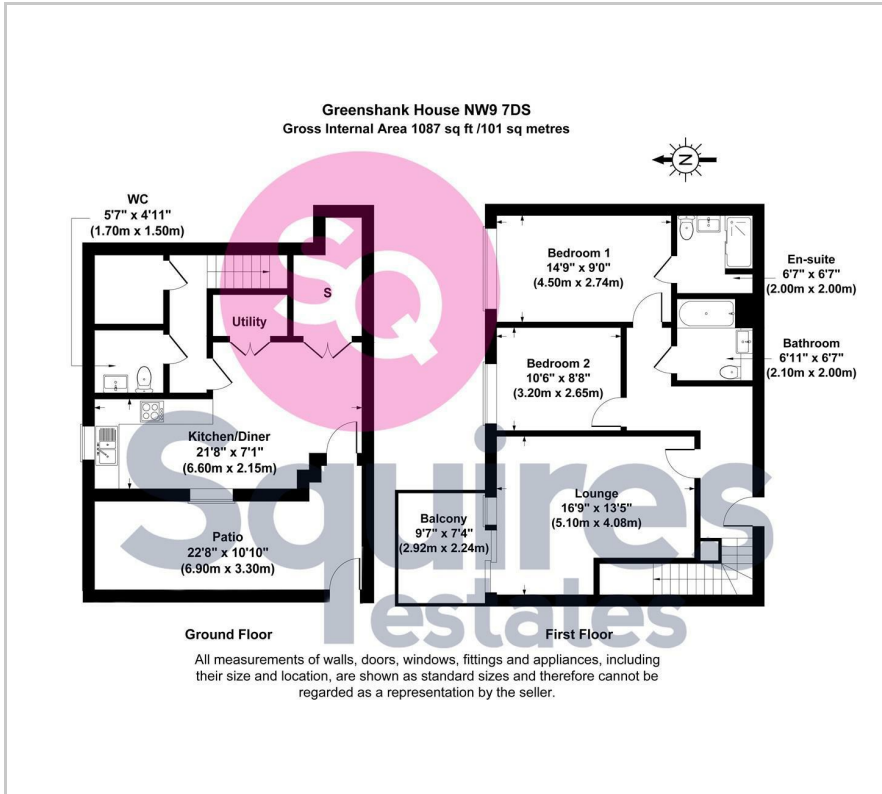 Greenshank House NW9 7DS
Gross Internal Area 1087 sq ft /101 sq metres
N
WC
5'7" x 4'11"
(1.70m x 1.50m)
SQ
S
Utility
Kitchen/Diner
21'8" x 7'1"
(6.60m x 2.15m)
Patio
22'8" x 10'10"
(6.90m x 3.30m)
Ground Floor
Bedroom 1
14'9" x 9'0"
(4.50m x 2.74m)
En-suite
6'7" x 6'7"
(2.00m x 2.00m)
Bathroom
6'11" x 6'7"
(2.10m x 2.00m)
Bedroom 2
10'6" x 8'8"
(3.20m x 2.65m)
Lounge
16'9" x 13'5"
(5.10m x 4.08m)
Balcony
9'7" x 7'4"
(2.92m x 2.24m)
First Floor
Squires
estates
All measurements of walls, doors, windows, fittings and appliances, including
their size and location, are shown as standard sizes and therefore cannot be
regarded as a representation by the seller.